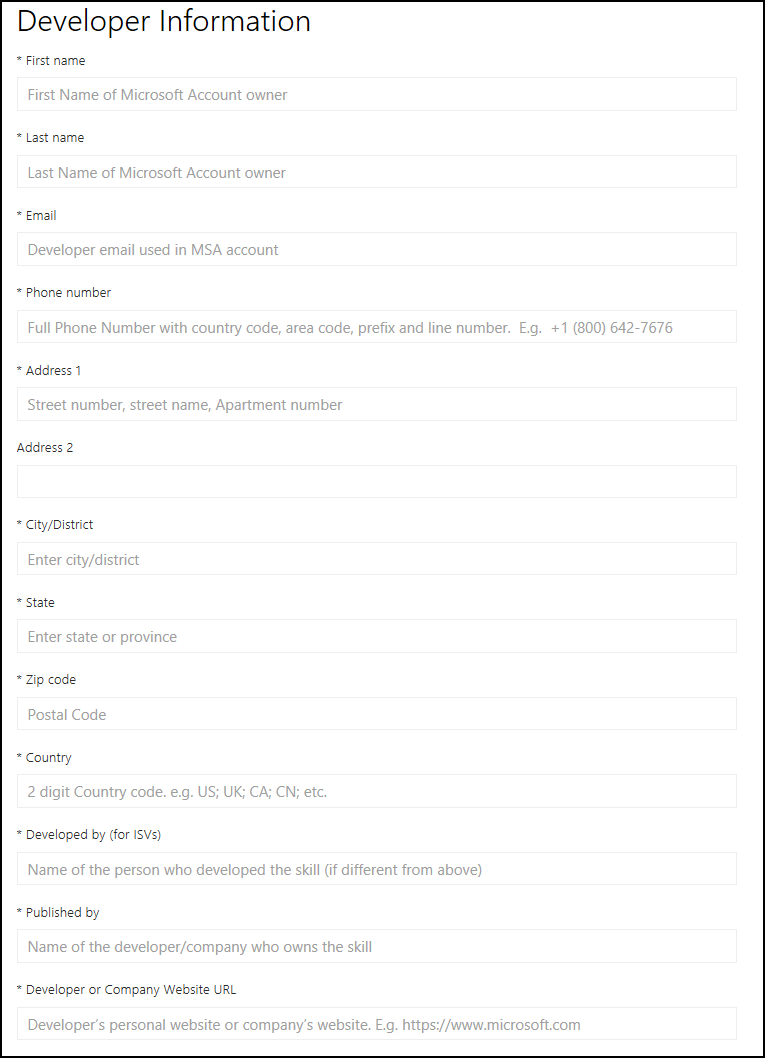 Developer Information
* First name
First Name of Microsoft Account owner
* Last name
Last Name of Microsoft Account owner
* Email
Developer email used in MSA account
* Phone number
Full Phone Number with country code, area code, prefix and line number.  E.g.  +1 (800) 642-7676
* Address 1
Street number, street name, Apartment number
Address 2
* City/District
Enter city/district
* State
Enter state or province
* Zip code
Postal Code
* Country
2 digit Country code. e.g. US; UK; CA; CN; etc.
* Developed by (for ISVs)
Name of the person who developed the skill (if different from above)
* Published by
Name of the developer/company who owns the skill
* Developer or Company Website URL
Developer’s personal website or company’s website. E.g. https://www.microsoft.com